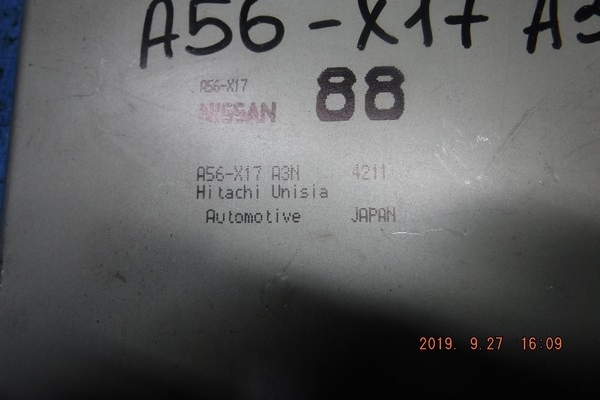 A56-X17 A3
A56-X17
NISSAN 88
A56-X17 A3N 4211
Hitachi Unisia
Automotive JAPAN
2019. 9.27 16:09